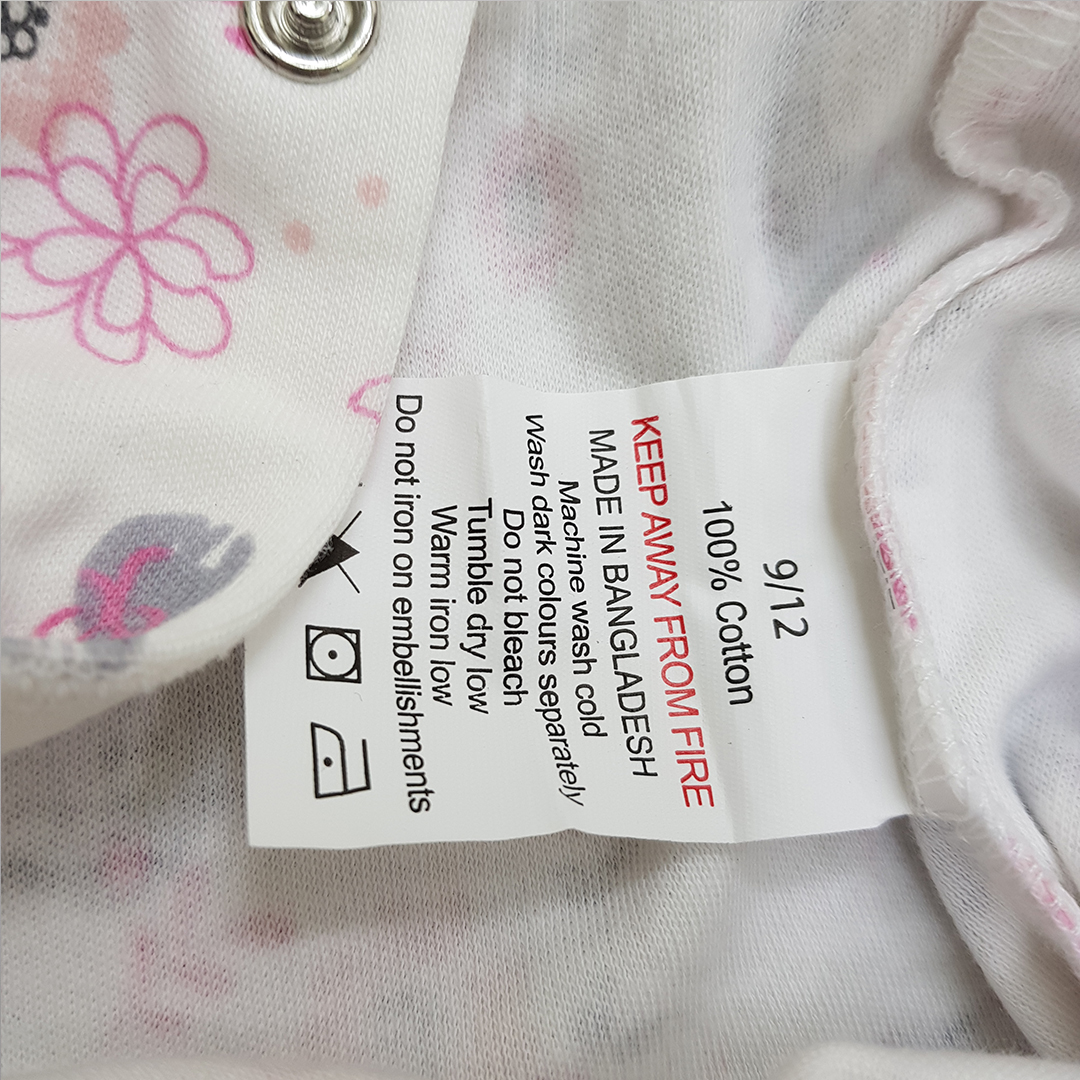 9/12
100% Cotton
KEEP AWAY FROM FIRE
MADE IN BANGLADESH
Machine wash cold
Wash dark colours separately
Do not bleach
Tumble dry low
Warm iron low
Do not iron on embellishments